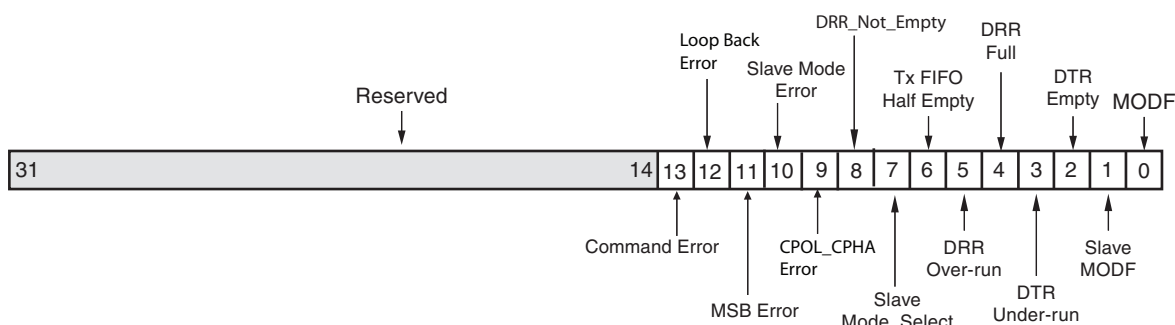 DRR_Not_Empty
DRR
Full
Loop Back
Error
Slave Mode
Error
Tx FIFO
Half Empty
DTR
Empty
MODF
Reserved
31 14 13 12 11 10 9 8 7 6 5 4 3 2 1 0
Command Error
CPOL_CPHA
Error
DRR
Over-run
Slave
MODF
MSB Error
Slave
Mode_Select
DTR
Under-run